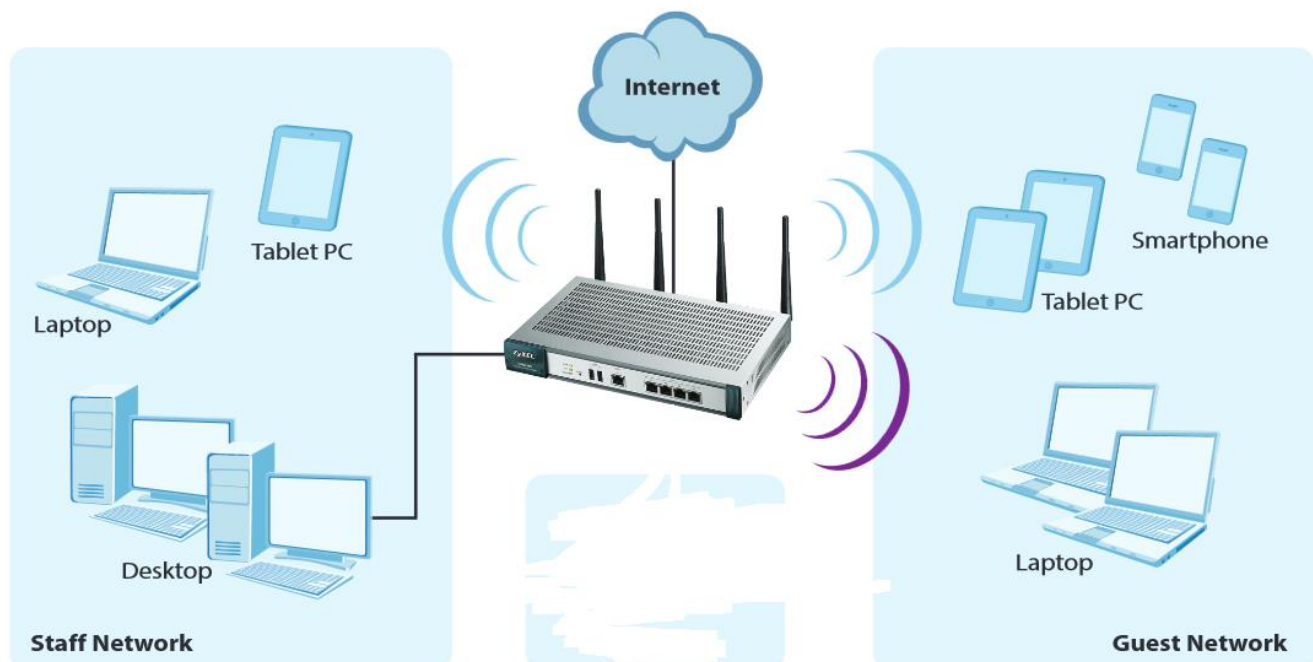 Internet
Tablet PC
Laptop
Smartphone
Tablet PC
ZyXEL
Desktop
Laptop
Staff Network
Guest Network